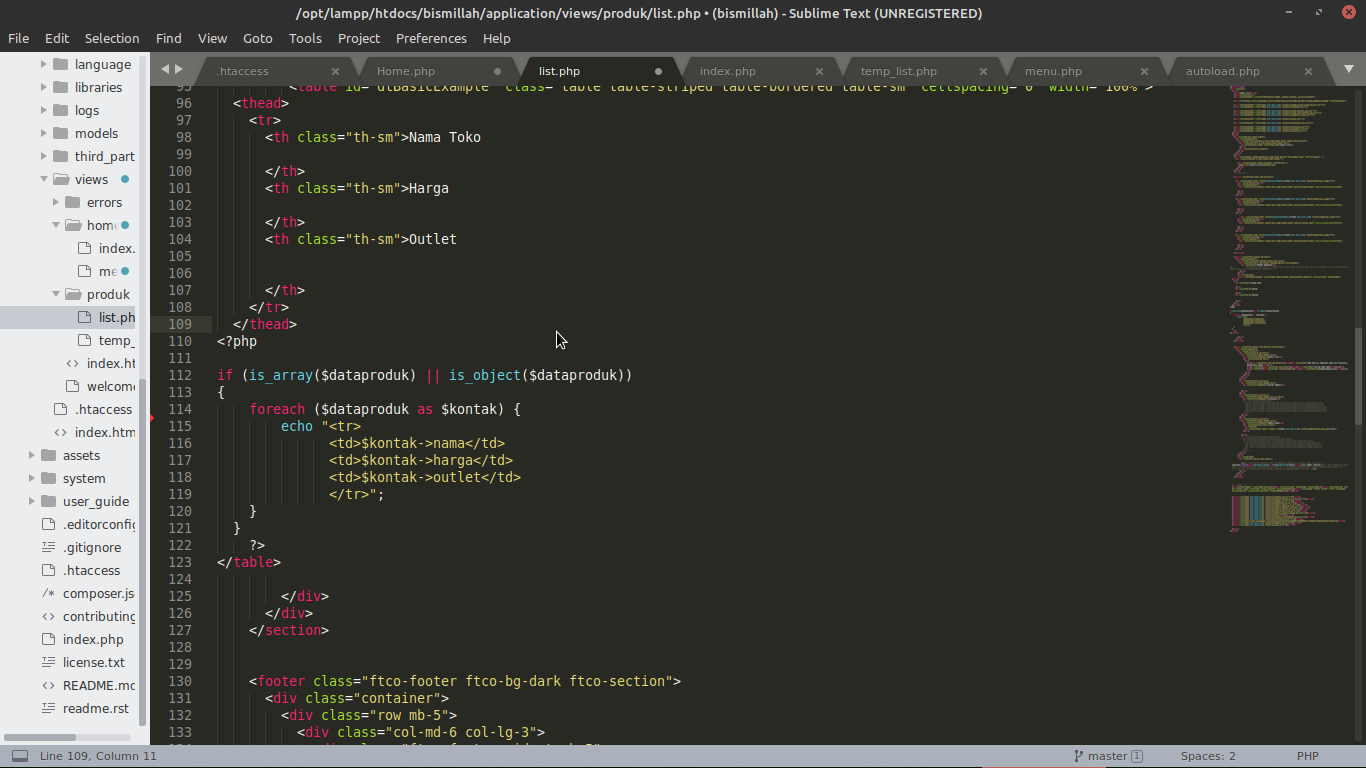 /opt/lampp/htdocs/bismillah/application/views/produk/list.php • (bismillah) - Sublime Text (UNREGISTERED)
File Edit Selection Find View Goto Tools Project Preferences Help
.htaccess Home.php list.php index.php temp_list.php menu.php autoload.php
language
libraries
logs
models
third_part
views
errors
hom
index.
me
produk
list.ph
temp_
index.ht
welcom
.htaccess
index.htm
assets
system
user_guide
.editorconfig
.gitignore
.htaccess
composer.js
contributing
index.php
license.txt
README.md
readme.rst
95 <table id="dtBasicExample" class="table table-striped table-bordered table-sm" cellspacing="0" width="100%">
96 <thead>
97 <tr>
98 <th class="th-sm">Nama Toko
99
100 </th>
101 <th class="th-sm">Harga
102
103 </th>
104 <th class="th-sm">Outlet
105
106
107 </th>
108 </tr>
109 </thead>
110 <?php
111
112 if (is_array($dataproduk) || is_object($dataproduk))
113 {
114 foreach ($dataproduk as $kontak) {
115 echo "<tr>
116 <td>$kontak->nama</td>
117 <td>$kontak->harga</td>
118 <td>$kontak->outlet</td>
119 </tr>";
120 }
121 }
122 ?>
123 </table>
124
125 </div>
126 </div>
127 </section>
128
129
130 <footer class="ftco-footer ftco-bg-dark ftco-section">
131 <div class="container">
132 <div class="row mb-5">
133 <div class="col-md-6 col-lg-3">
Line 109, Column 11 master 1 Spaces: 2 PHP